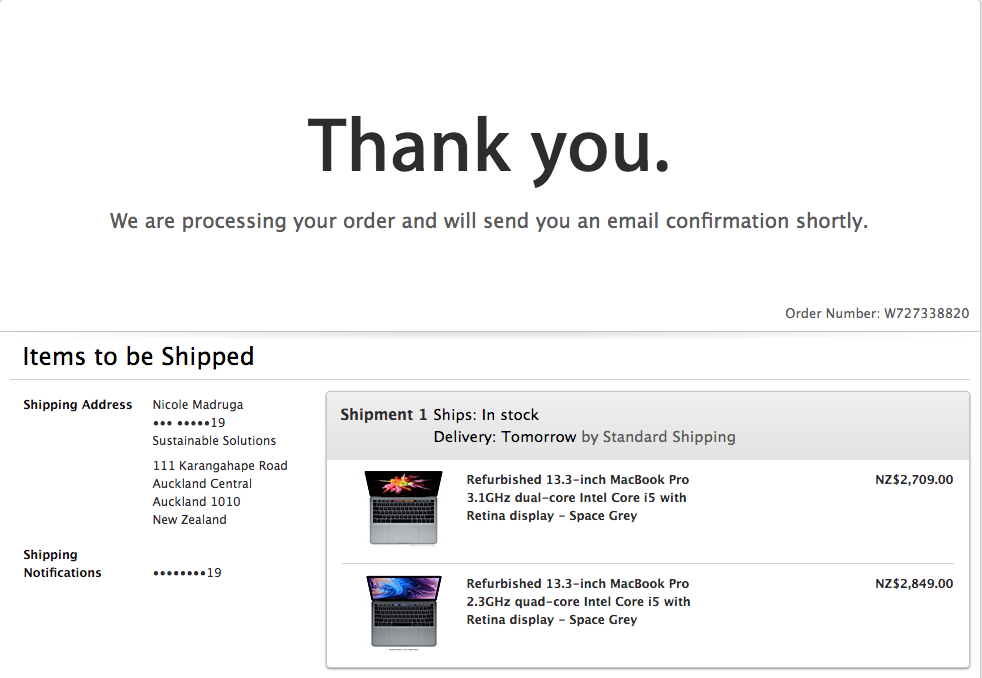 Thank you.
We are processing your order and will send you an email confirmation shortly.
Order Number: W727338820
Items to be Shipped
Shipping Address
Nicole Madruga
••• •••••19
Sustainable Solutions
111 Karangahape Road
Auckland Central
Auckland 1010
New Zealand
Shipping
Notifications
••••••••19
Shipment 1 Ships: In stock
Delivery: Tomorrow by Standard Shipping
Refurbished 13.3-inch MacBook Pro
3.1GHz dual-core Intel Core i5 with
Retina display – Space Grey
NZ$2,709.00
Refurbished 13.3-inch MacBook Pro
2.3GHz quad-core Intel Core i5 with
Retina display – Space Grey
NZ$2,849.00